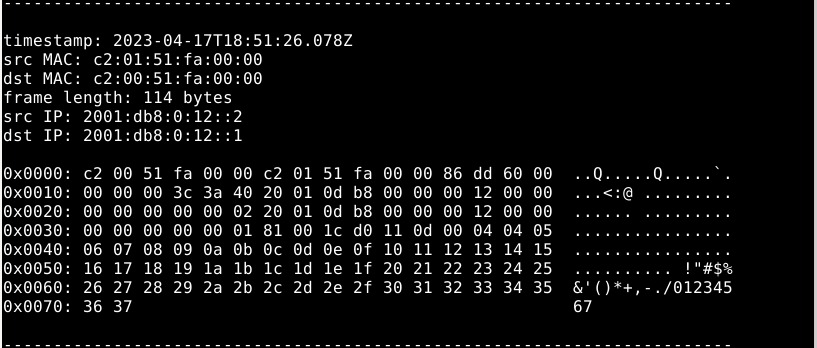 -------------------------------------------------------------------------
timestamp: 2023-04-17T18:51:26.078Z
src MAC: c2:01:51:fa:00:00
dst MAC: c2:00:51:fa:00:00
frame length: 114 bytes
src IP: 2001:db8:0:12::2
dst IP: 2001:db8:0:12::1
0x0000: c2 00 51 fa 00 00 c2 01 51 fa 00 00 86 dd 60 00  ..Q.....Q.....`.
0x0010: 00 00 00 3c 3a 40 20 01 0d b8 00 00 00 12 00 00  ...<:@ .........
0x0020: 00 00 00 00 00 02 20 01 0d b8 00 00 00 12 00 00  ...... .........
0x0030: 00 00 00 00 00 01 81 00 1c d0 11 0d 00 04 04 05  ................
0x0040: 06 07 08 09 0a 0b 0c 0d 0e 0f 10 11 12 13 14 15  ................
0x0050: 16 17 18 19 1a 1b 1c 1d 1e 1f 20 21 22 23 24 25  .......... !"#$%
0x0060: 26 27 28 29 2a 2b 2c 2d 2e 2f 30 31 32 33 34 35  &'()*+,-./012345
0x0070: 36 37                                            67
-------------------------------------------------------------------------